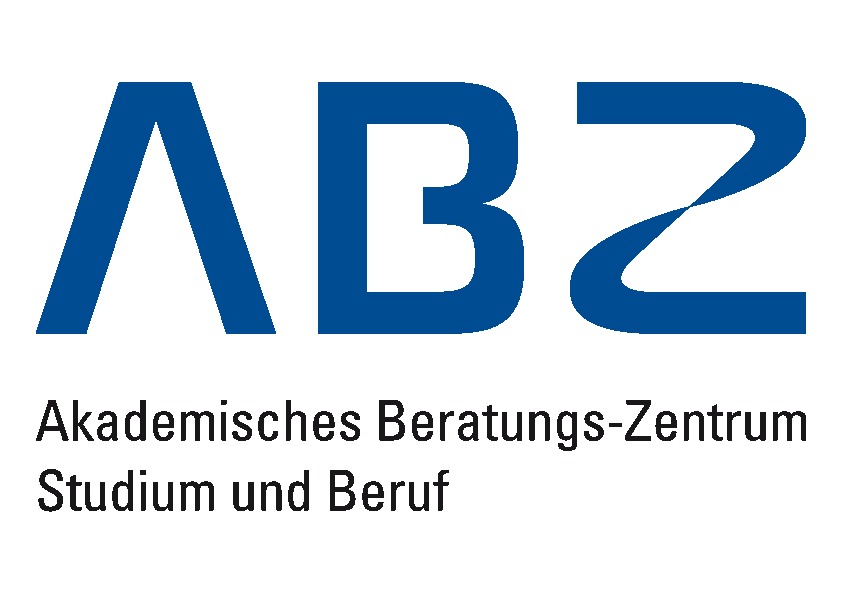 ABZ
Akademisches Beratungs-Zentrum
Studium und Beruf